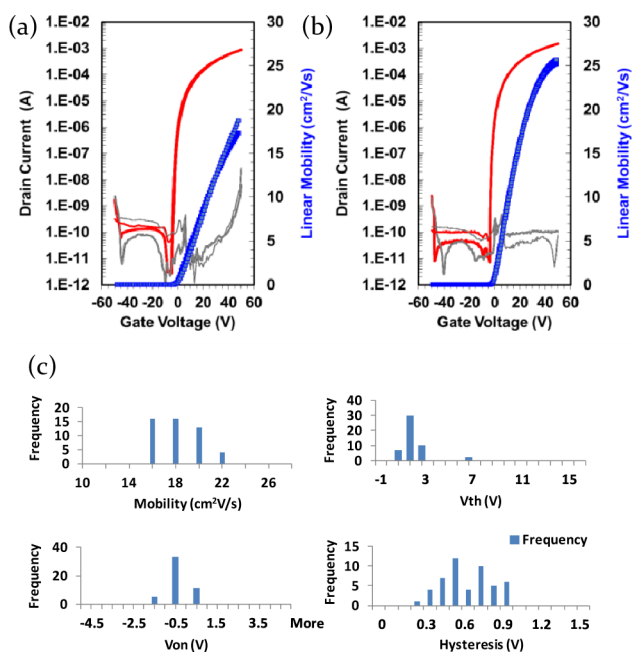 (a)
1.E-02
1.E-03
1.E-04
1.E-05
1.E-06
1.E-07
1.E-08
1.E-09
1.E-10
1.E-11
1.E-12
Drain Current (A)
-60 -40 -20 0 20 40 60
Gate Voltage (V)
30
25
20
15
10
5
0
Linear Mobility (cm²/Vs)
(b)
1.E-02
1.E-03
1.E-04
1.E-05
1.E-06
1.E-07
1.E-08
1.E-09
1.E-10
1.E-11
1.E-12
Drain Current (A)
-60 -40 -20 0 20 40 60
Gate Voltage (V)
30
25
20
15
10
5
0
Linear Mobility (cm²/Vs)
(c)
Frequency
20
15
10
5
0
10 14 18 22 26
Mobility (cm²V/s)
Frequency
40
30
20
10
0
-1 3 7 11 15
Vth (V)
Frequency
40
20
0
-4.5 -2.5 -0.5 1.5 3.5 More
Von (V)
Frequency
15
10
5
0
Frequency
0 0.3 0.6 0.9 1.2 1.5
Hysteresis (V)